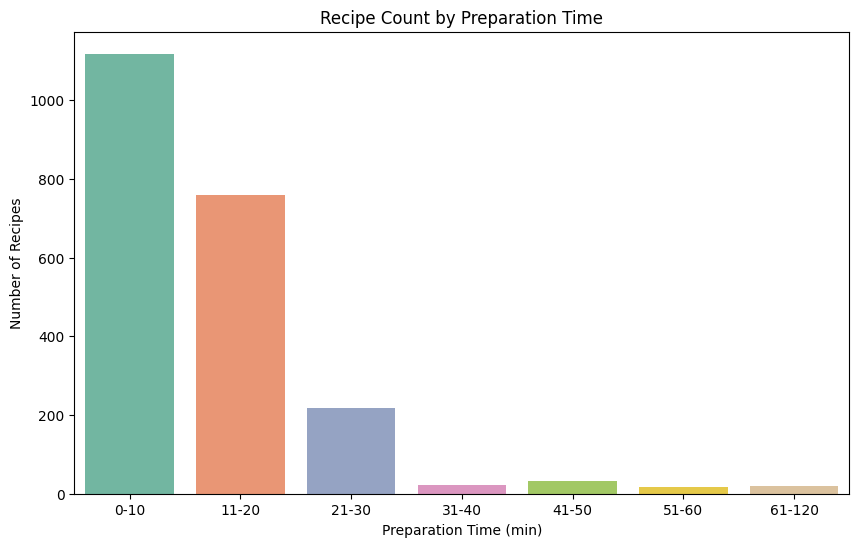 Recipe Count by Preparation Time
Number of Recipes
1000
800
600
400
200
0
0-10 11-20 21-30 31-40 41-50 51-60 61-120
Preparation Time (min)